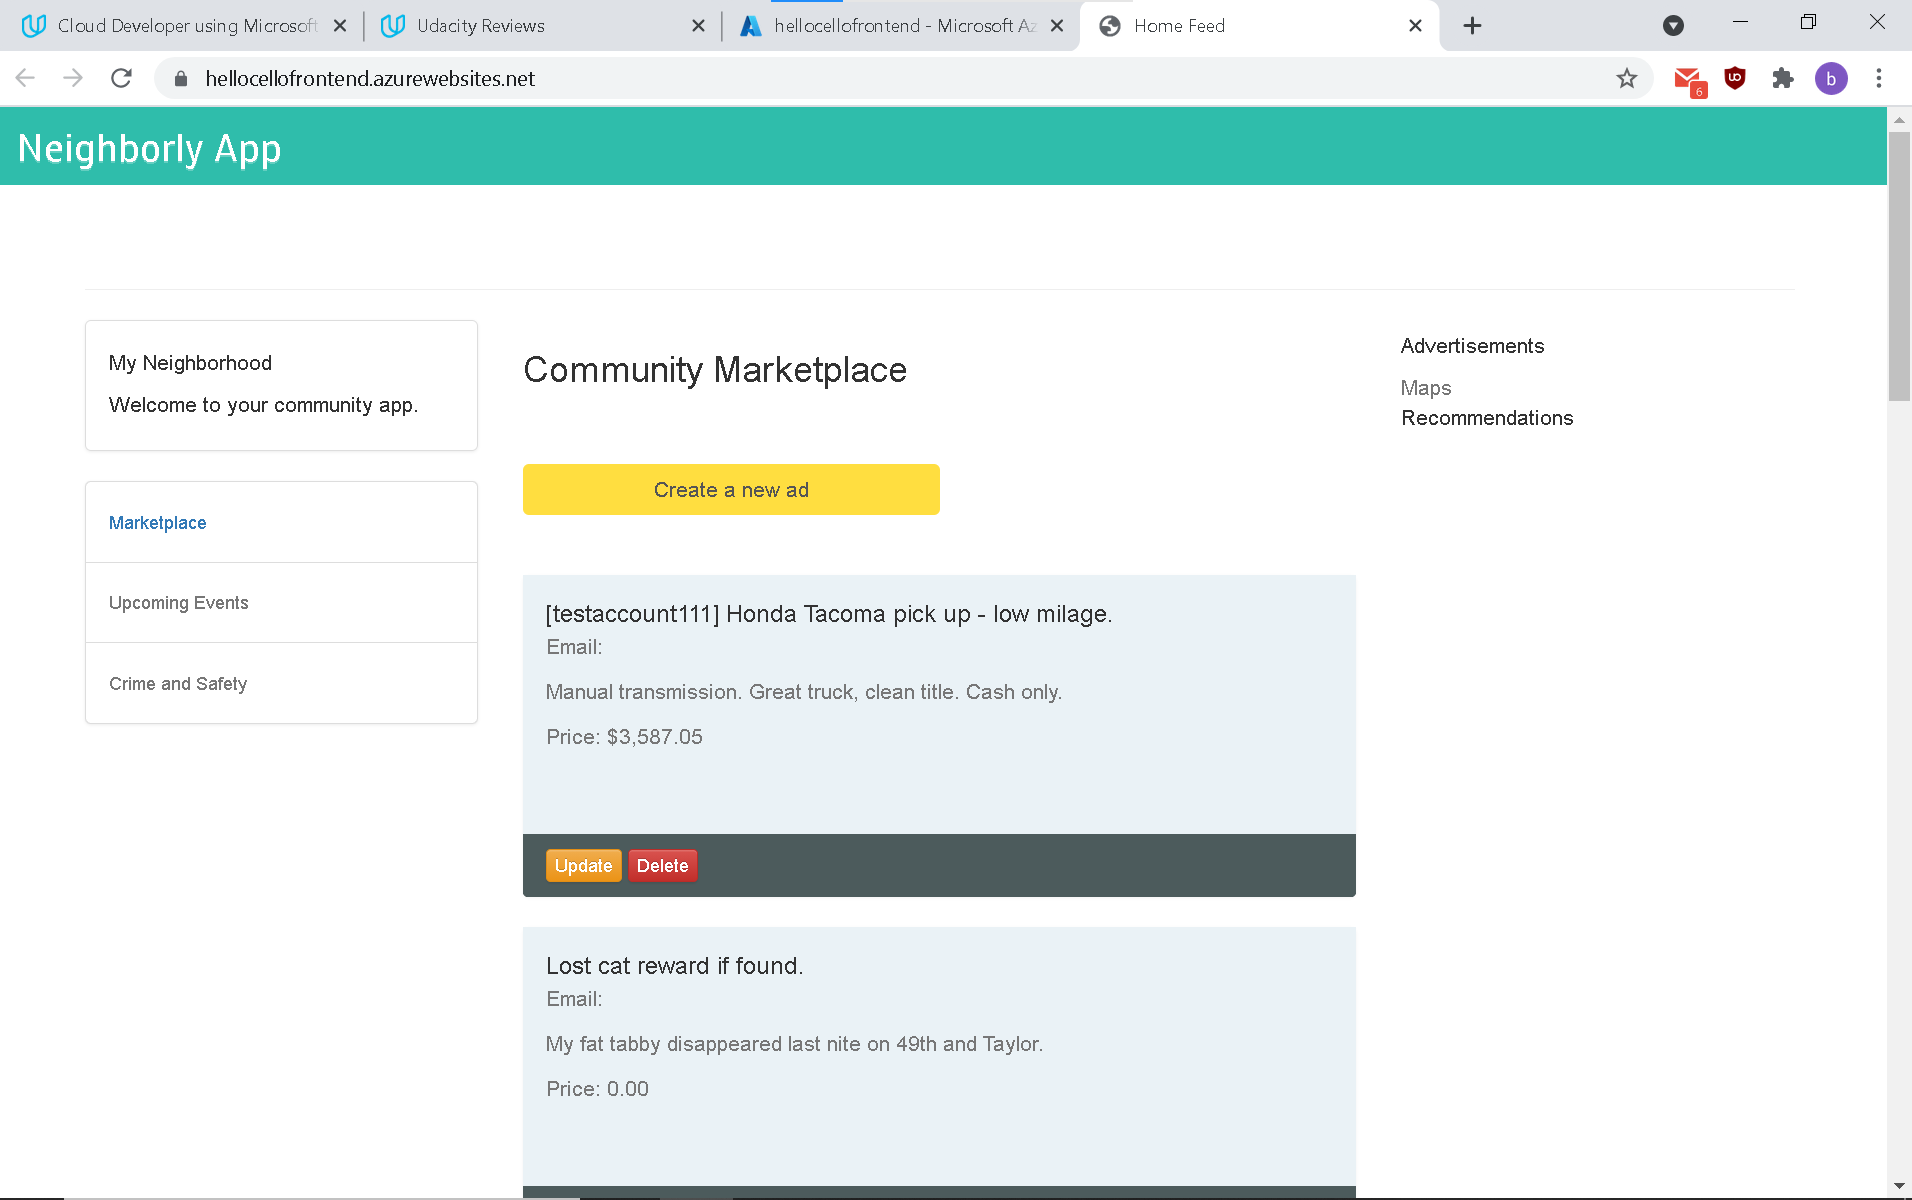 Cloud Developer using Microsoft
Udacity Reviews
hellocellofrontend - Microsoft Az
Home Feed
hellocellofrontend.azurewebsites.net
6
b
Neighborly App
My Neighborhood
Welcome to your community app.
Marketplace
Upcoming Events
Crime and Safety
Community Marketplace
Create a new ad
[testaccount111] Honda Tacoma pick up - low milage.
Email:
Manual transmission. Great truck, clean title. Cash only.
Price: $3,587.05
Update Delete
Lost cat reward if found.
Email:
My fat tabby disappeared last nite on 49th and Taylor.
Price: 0.00
Advertisements
Maps
Recommendations